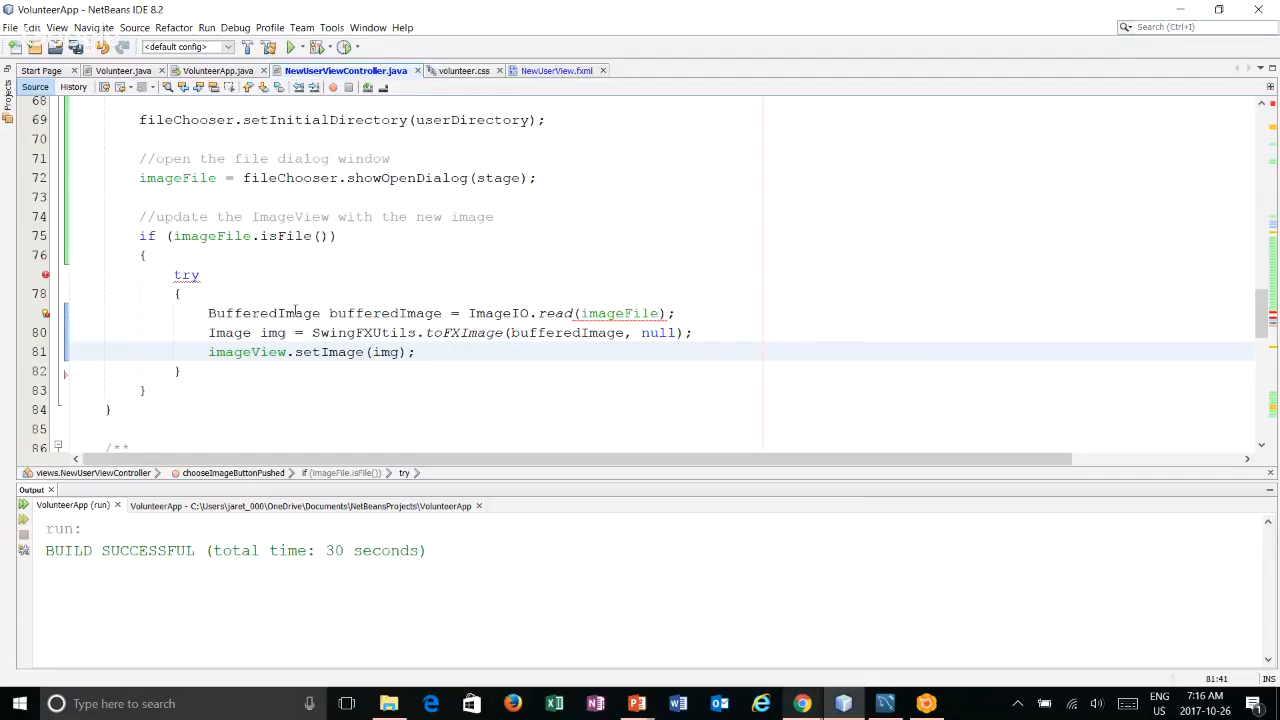 VolunteerApp - NetBeans IDE 8.2
File Edit View Navigate Source Refactor Run Debug Profile Team Tools Window Help
Search (Ctrl+I)
<default config>
Start Page Volunteer.java VolunteerApp.java NewUserViewController.java volunteer.css NewUserView.fxml
Projects
Source History
68
69 fileChooser.setInitialDirectory(userDirectory);
70
71 //open the file dialog window
72 imageFile = fileChooser.showOpenDialog(stage);
73
74 //update the ImageView with the new image
75 if (imageFile.isFile())
76 {
try
78 {
BufferedImage bufferedImage = ImageIO.read(imageFile);
80 Image img = SwingFXUtils.toFXImage(bufferedImage, null);
81 imageView.setImage(img);
82 }
83 }
84 }
85
86 /**
views.NewUserViewController chooseImageButtonPushed if (imageFile.isFile()) try
Output
VolunteerApp (run) VolunteerApp - C:\Users\jaret_000\OneDrive\Documents\NetBeansProjects\VolunteerApp
run:
BUILD SUCCESSFUL (total time: 30 seconds)
81:41 INS
Type here to search
ENG
US
7:16 AM
2017-10-26